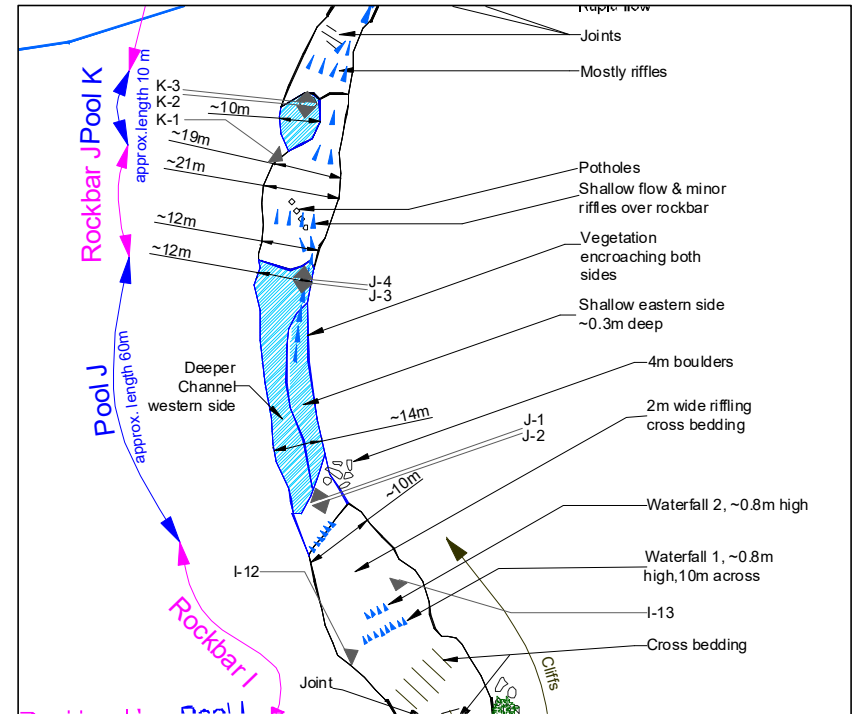 Joints
Mostly riffles
K-3
K-2
K-1
~10m
~19m
~21m
~12m
~12m
Pool K
approx.length 10 m
Rockbar J
Potholes
Shallow flow & minor
riffles over rockbar
Vegetation
encroaching both
sides
J-4
J-3
Shallow eastern side
~0.3m deep
Pool J
approx. length 60m
Deeper
Channel
western side
~14m
4m boulders
J-1
J-2
2m wide riffling
cross bedding
~10m
Waterfall 2, ~0.8m high
Waterfall 1, ~0.8m
high,10m across
I-12
I-13
Rockbar I
Cross bedding
Cliffs
Joint